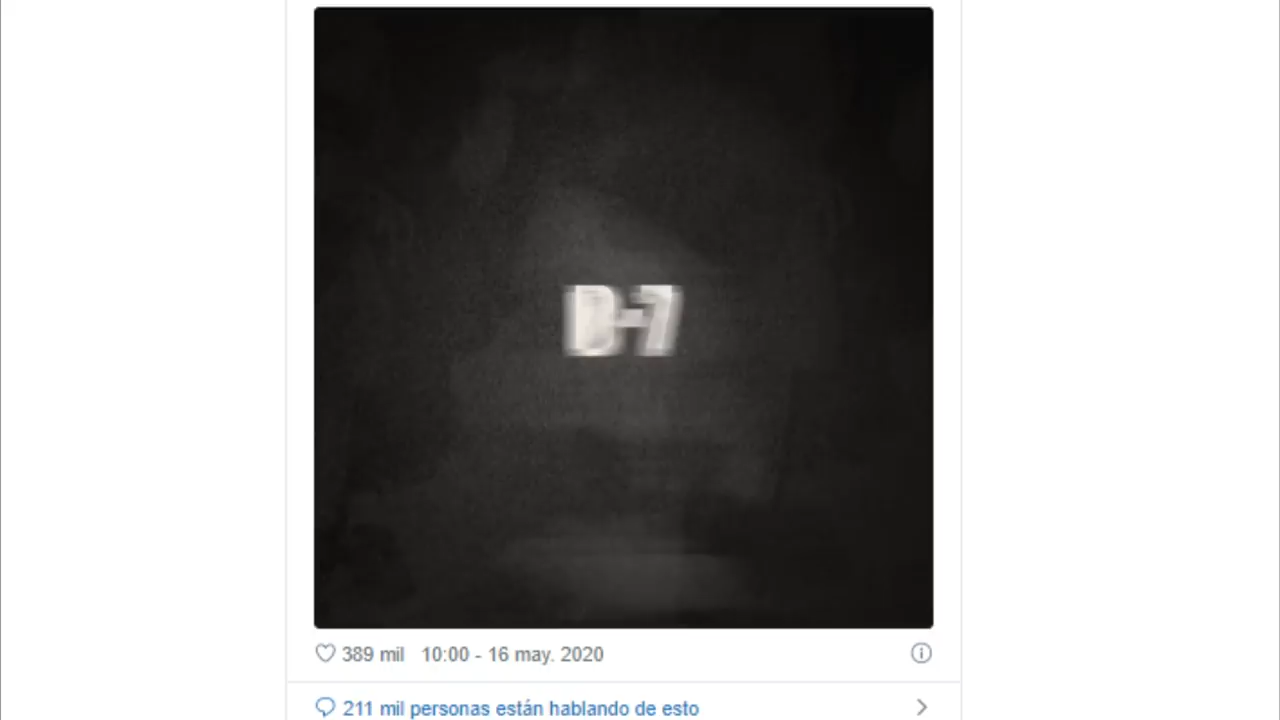 D-7
389 mil 10:00 - 16 may. 2020
211 mil personas están hablando de esto